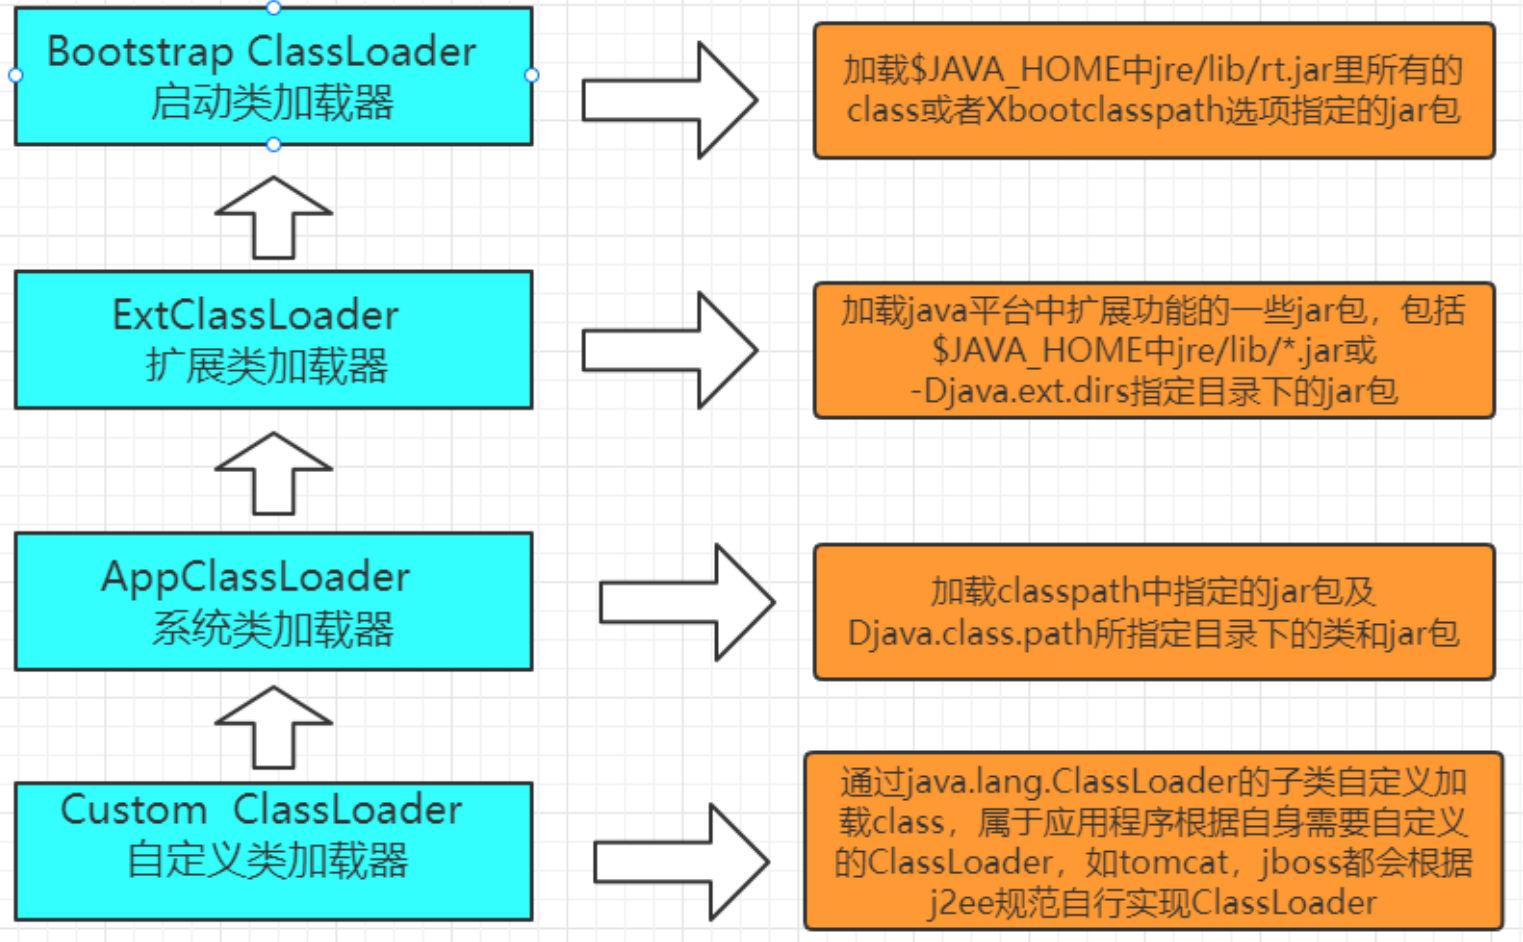 Bootstrap ClassLoader
启动类加载器
加载$JAVA_HOME中jre/lib/rt.jar里所有的
class或者Xbootclasspath选项指定的jar包
ExtClassLoader
扩展类加载器
加载java平台中扩展功能的一些jar包，包括
$JAVA_HOME中jre/lib/*.jar或
-Djava.ext.dirs指定目录下的jar包
AppClassLoader
系统类加载器
加载classpath中指定的jar包及
Djava.class.path所指定目录下的类和jar包
Custom ClassLoader
自定义类加载器
通过java.lang.ClassLoader的子类自定义加
载class，属于应用程序根据自身需要自定义
的ClassLoader，如tomcat，jboss都会根据
j2ee规范自行实现ClassLoader